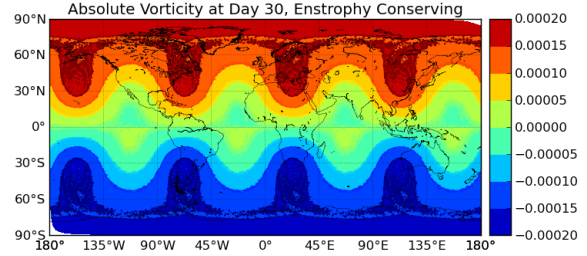 Absolute Vorticity at Day 30, Enstrophy Conserving
90°N
60°N
30°N
0°
30°S
60°S
90°S
180° 135°W 90°W 45°W 0° 45°E 90°E 135°E 180°
0.00020
0.00015
0.00010
0.00005
0.00000
−0.00005
−0.00010
−0.00015
−0.00020